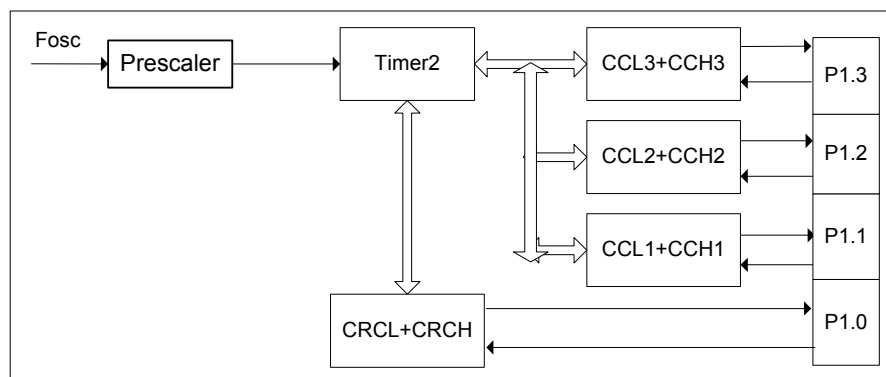 Fosc
Prescaler
Timer2
CCL3+CCH3
P1.3
CCL2+CCH2
P1.2
CCL1+CCH1
P1.1
CRCL+CRCH
P1.0